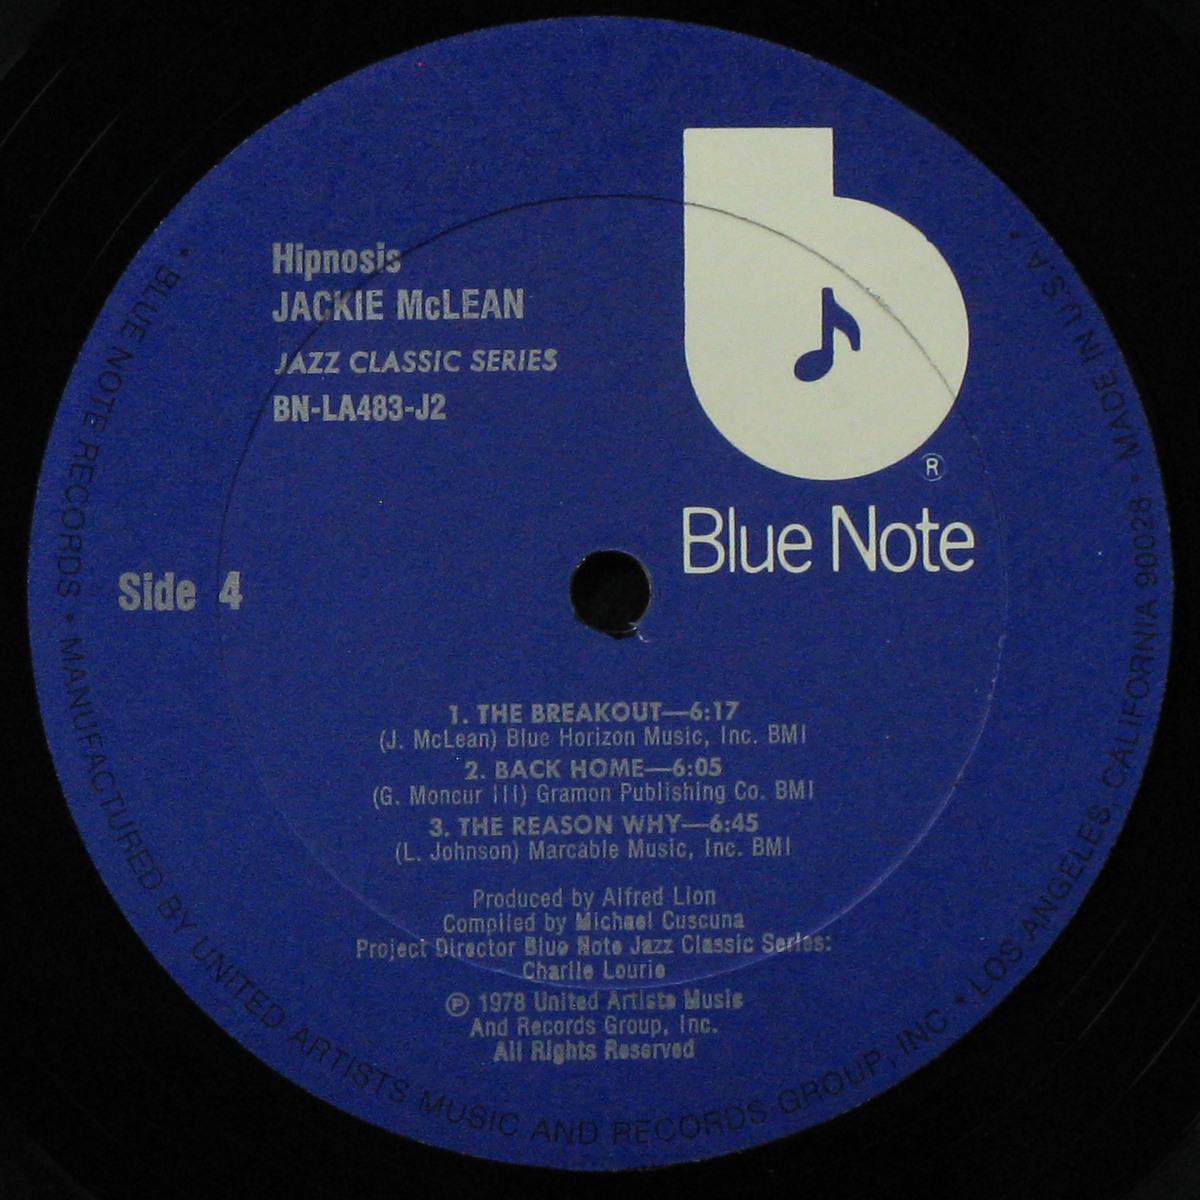 Hipnosis
JACKIE McLEAN
JAZZ CLASSIC SERIES
BN-LA483-J2
®
Blue Note
Side 4
1. THE BREAKOUT—6:17
(J. McLean) Blue Horizon Music, Inc. BMI
2. BACK HOME—6:05
(G. Moncur III) Gramon Publishing Co. BMI
3. THE REASON WHY—6:45
(L. Johnson) Marcable Music, Inc. BMI
Produced by Alfred Lion
Compiled by Michael Cuscuna
Project Director Blue Note Jazz Classic Series:
Charlie Lourie
℗ 1978 United Artists Music
And Records Group, Inc.
All Rights Reserved
• BLUE NOTE RECORDS • MANUFACTURED BY UNITED ARTISTS MUSIC AND RECORDS GROUP, INC • LOS ANGELES, CALIFORNIA 90028 • MADE IN U.S.A. •